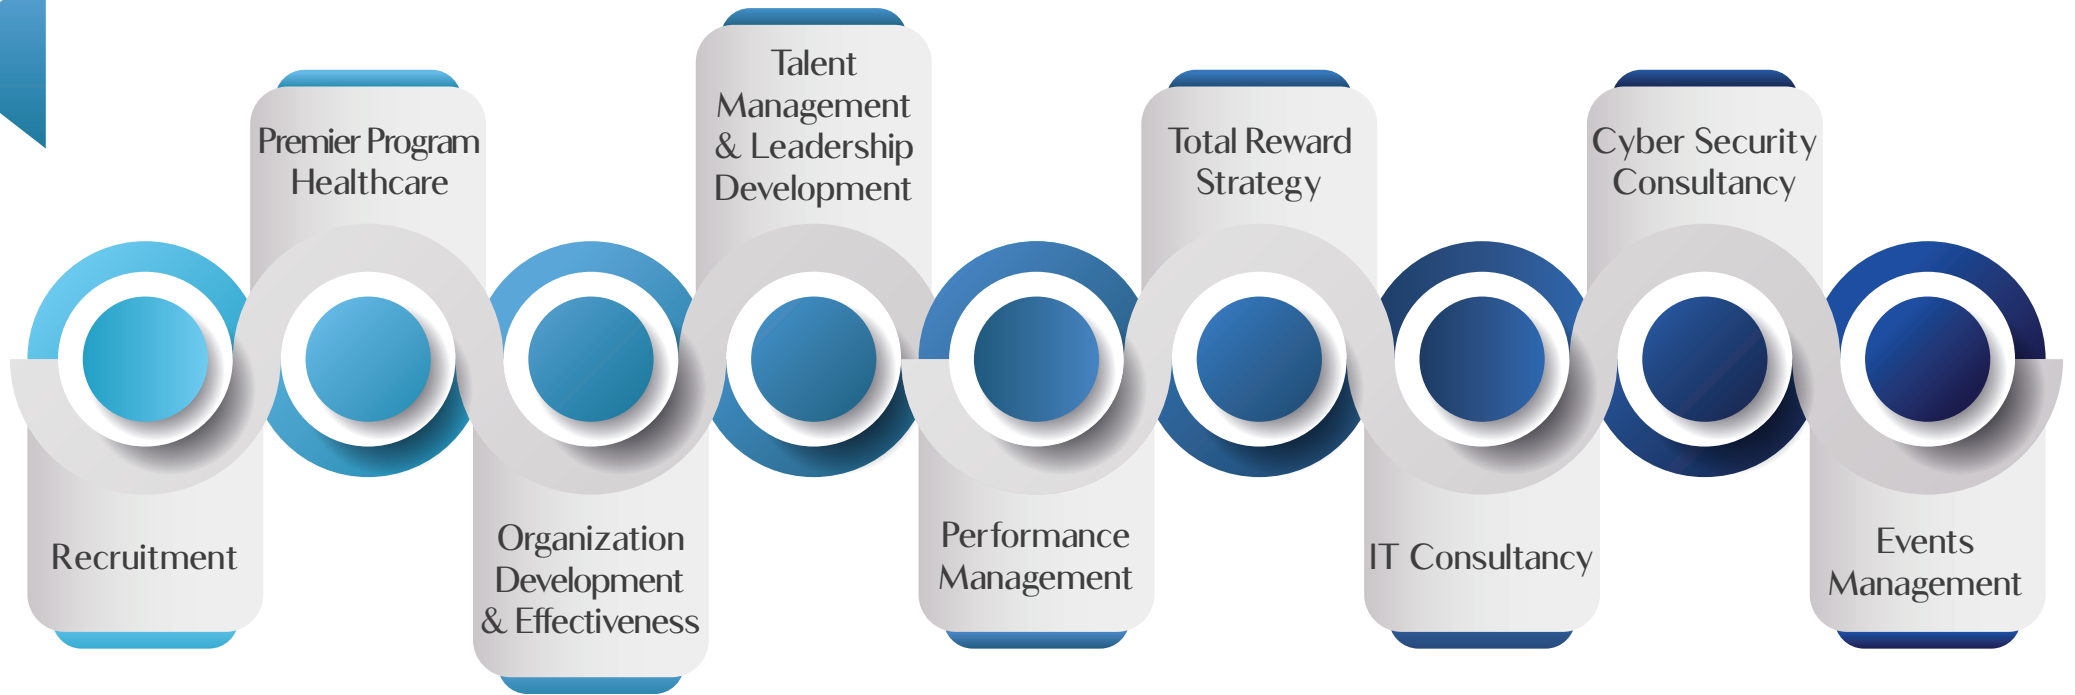 Recruitment
Premier Program
Healthcare
Organization
Development
& Effectiveness
Talent
Management
& Leadership
Development
Performance
Management
Total Reward
Strategy
IT Consultancy
Cyber Security
Consultancy
Events
Management